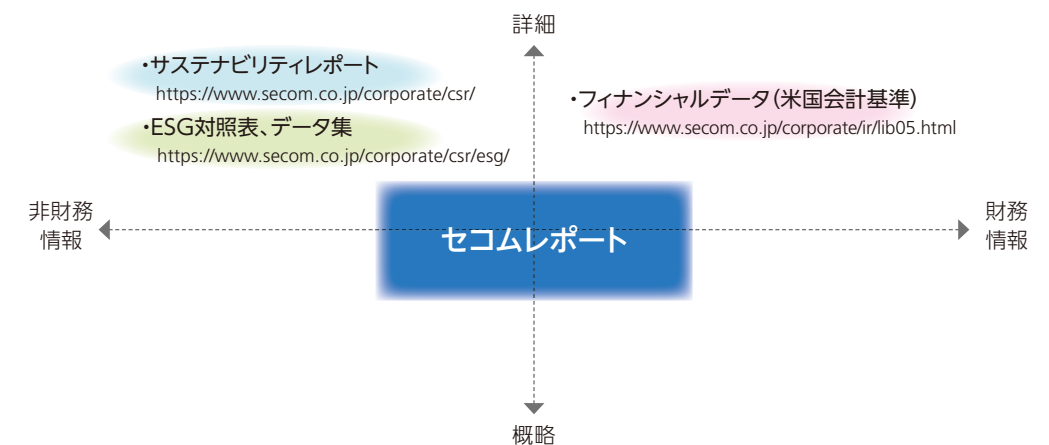 詳細
・サステナビリティレポート
https://www.secom.co.jp/corporate/csr/
・フィナンシャルデータ(米国会計基準)
https://www.secom.co.jp/corporate/ir/lib05.html
・ESG対照表、データ集
https://www.secom.co.jp/corporate/csr/esg/
非財務
情報
セコムレポート
財務
情報
概略